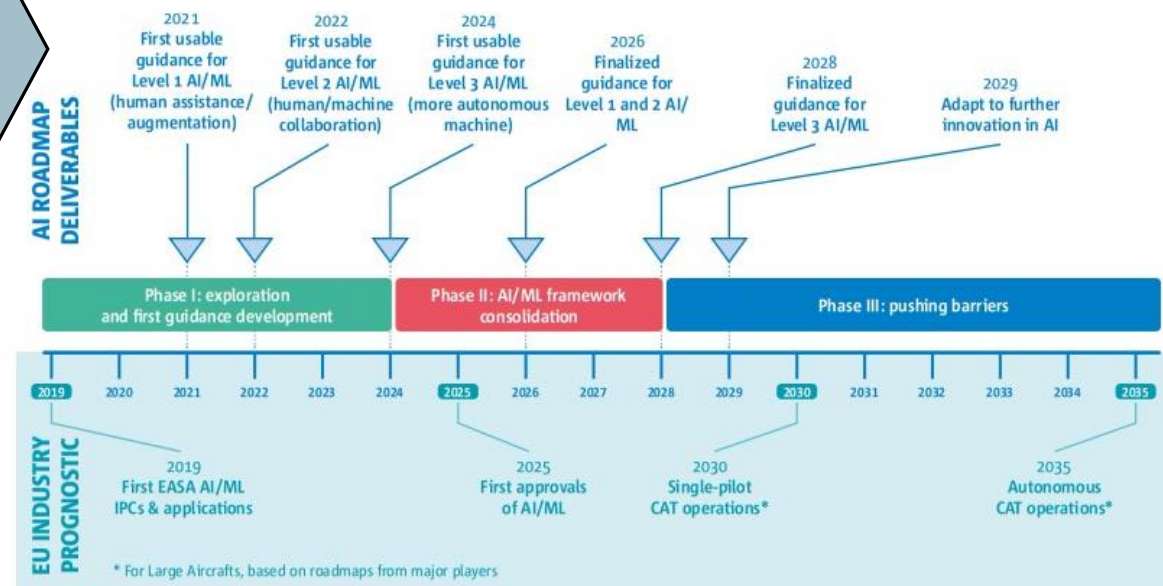 AI ROADMAP
DELIVERABLES
2021
First usable
guidance for
Level 1 AI/ML
(human assistance/
augmentation)
2022
First usable
guidance for
Level 2 AI/ML
(human/machine
collaboration)
2024
First usable
guidance for
Level 3 AI/ML
(more autonomous
machine)
2026
Finalized
guidance for
Level 1 and 2 AI/
ML
2028
Finalized
guidance for
Level 3 AI/ML
2029
Adapt to further
innovation in AI
Phase I: exploration
and first guidance development
Phase II: AI/ML framework
consolidation
Phase III: pushing barriers
2019 2020 2021 2022 2023 2024 2025 2026 2027 2028 2029 2030 2031 2032 2033 2034 2035
EU INDUSTRY
PROGNOSTIC
2019
First EASA AI/ML
IPCs & applications
2025
First approvals
of AI/ML
2030
Single-pilot
CAT operations*
2035
Autonomous
CAT operations*
* For Large Aircrafts, based on roadmaps from major players